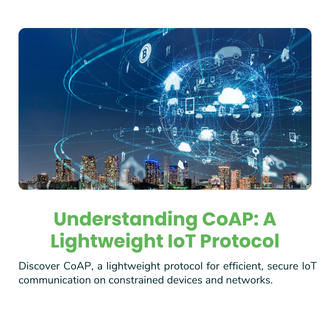 Understanding CoAP: A
Lightweight IoT Protocol
Discover CoAP, a lightweight protocol for efficient, secure IoT
communication on constrained devices and networks.